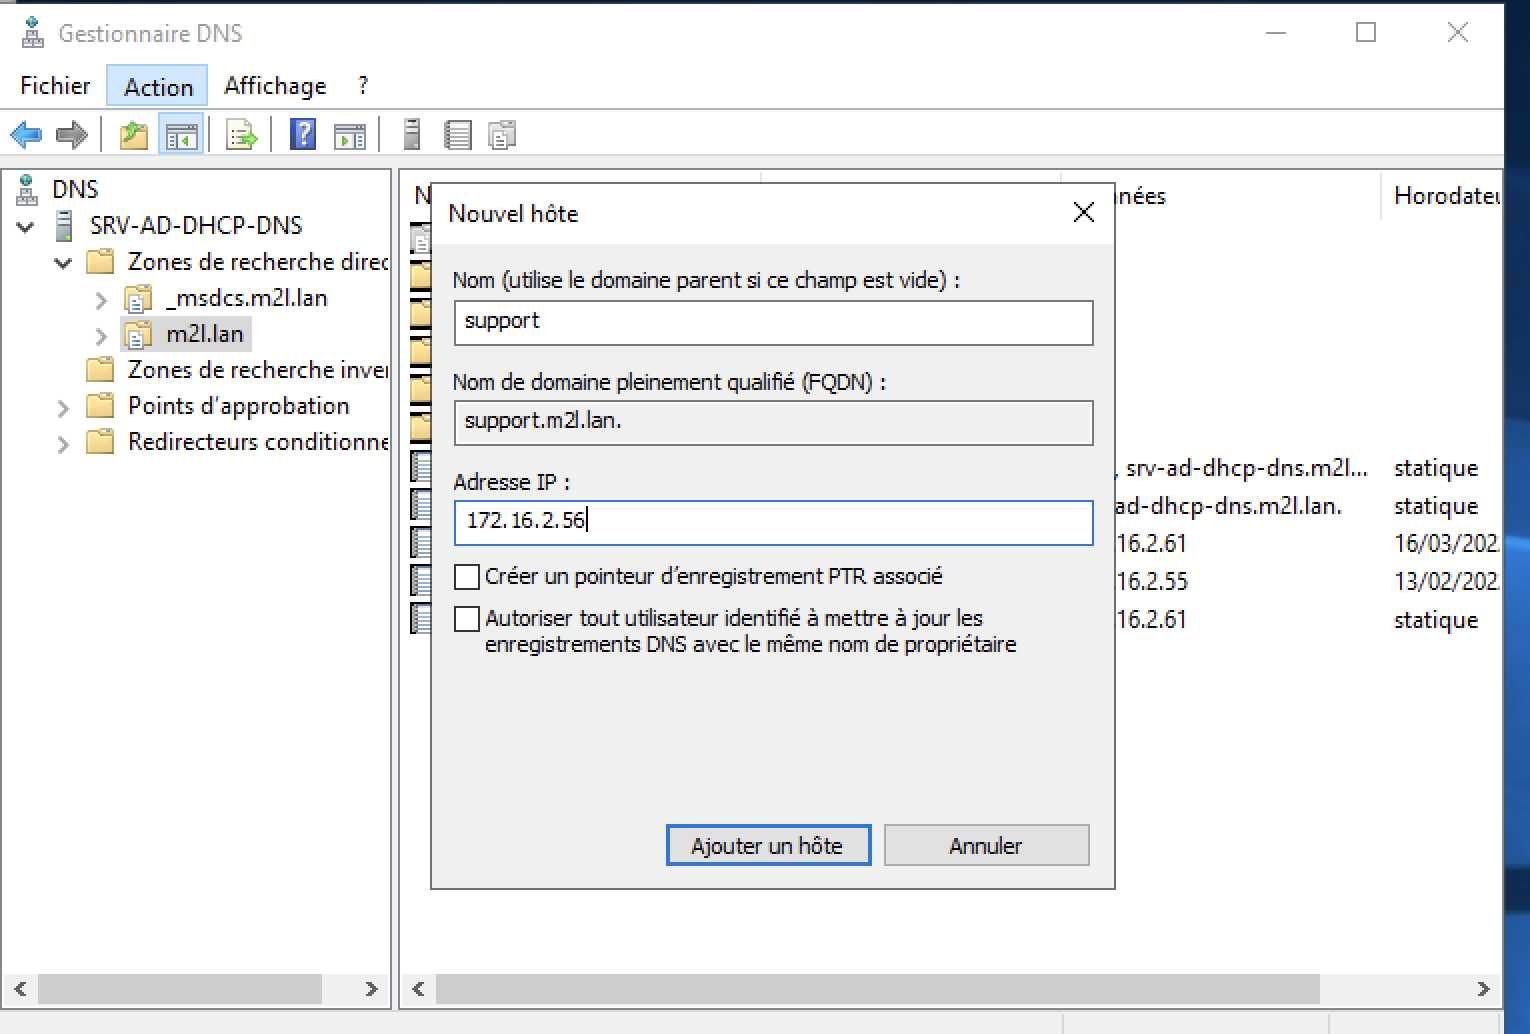 Gestionnaire DNS
Fichier Action Affichage ?
DNS
SRV-AD-DHCP-DNS
Zones de recherche direc
_msdcs.m2l.lan
m2l.lan
Zones de recherche inver
Points d'approbation
Redirecteurs conditionne
N
nnées
Horodateu
Nouvel hôte
Nom (utilise le domaine parent si ce champ est vide) :
support
Nom de domaine pleinement qualifié (FQDN) :
support.m2l.lan.
Adresse IP :
172.16.2.56
Créer un pointeur d'enregistrement PTR associé
Autoriser tout utilisateur identifié à mettre à jour les
enregistrements DNS avec le même nom de propriétaire
Ajouter un hôte Annuler
, srv-ad-dhcp-dns.m2l... statique
ad-dhcp-dns.m2l.lan. statique
16.2.61 16/03/202
16.2.55 13/02/202
16.2.61 statique